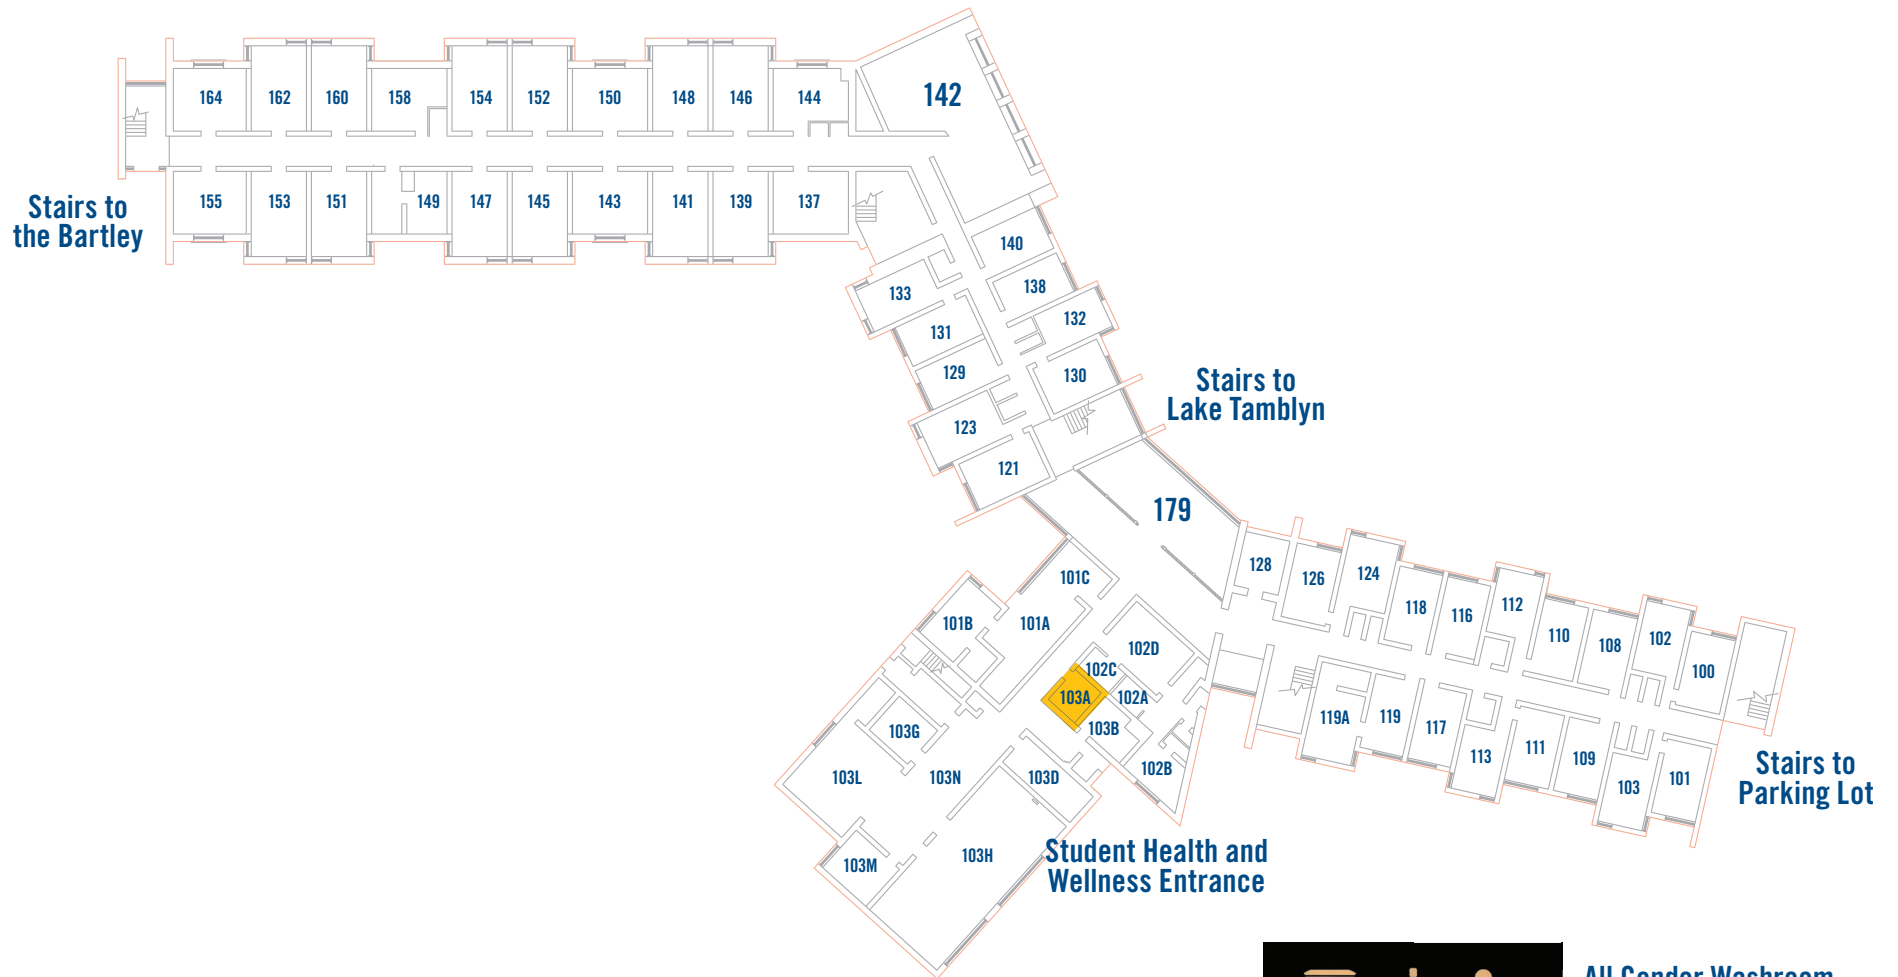 142
164 162 160 158 154 152 150 148 146 144
155 153 151 149 147 145 143 141 139 137
Stairs to
the Bartley
140
133
138
132
131
129
130
Stairs to
Lake Tamblyn
123
121
179
128 126 124 118 116 112 110 108 102 100
101C
101B
101A
102D
102C
103A
102A
103B
102B
103G
103L
103N
103D
103M
103H
119A 119 117 113 111 109 103 101
Stairs to
Parking Lot
Student Health and
Wellness Entrance
All Gender Washroom